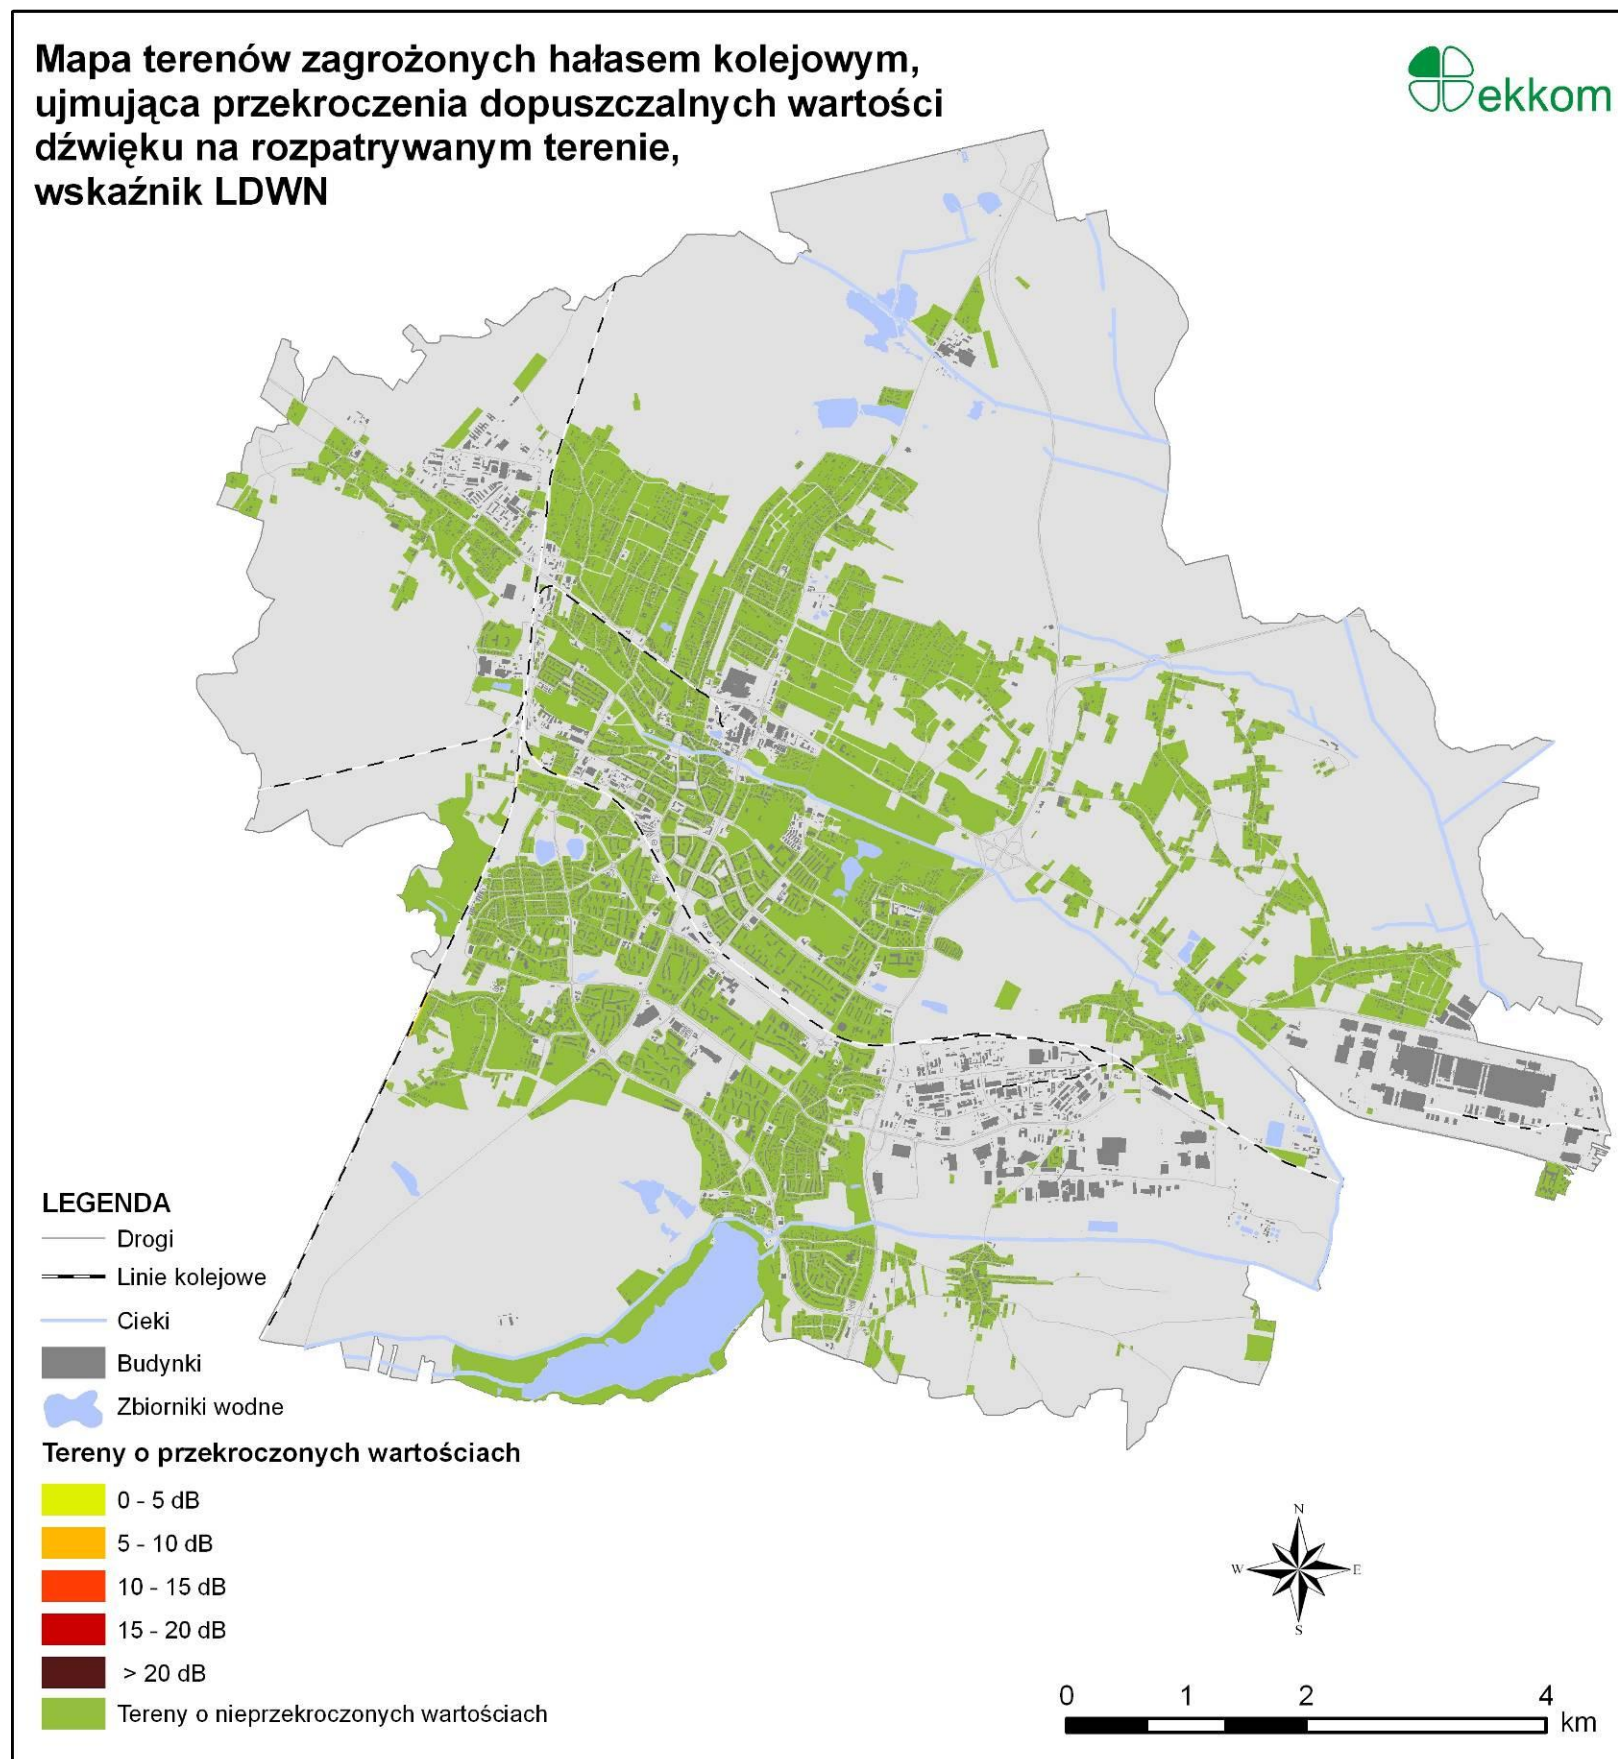 Mapa terenów zagrożonych hałasem kolejowym,
ujmująca przekroczenia dopuszczalnych wartości
dźwięku na rozpatrywanym terenie,
wskaźnik LDWN
ekkom
LEGENDA
Drogi
Linie kolejowe
Cieki
Budynki
Zbiorniki wodne
Tereny o przekroczonych wartościach
0 - 5 dB
5 - 10 dB
10 - 15 dB
15 - 20 dB
> 20 dB
Tereny o nieprzekroczonych wartościach
N
W E
S
0 1 2 4
km